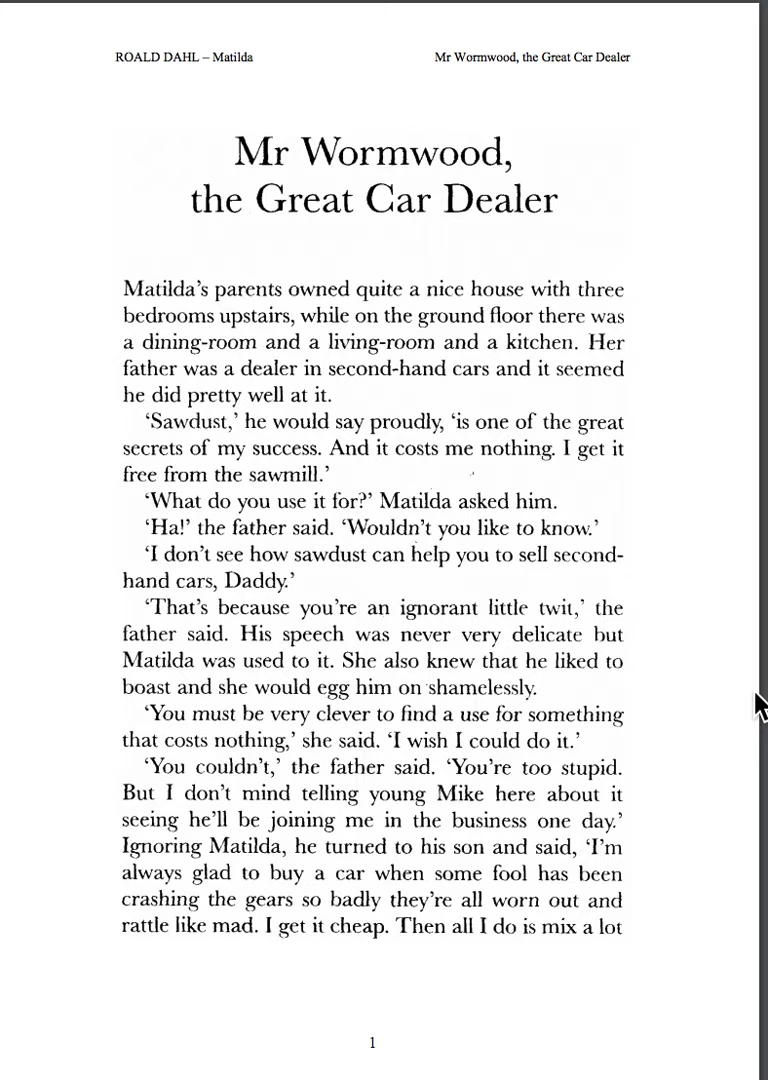 ROALD DAHL – Matilda Mr Wormwood, the Great Car Dealer
Mr Wormwood,
the Great Car Dealer
Matilda’s parents owned quite a nice house with three
bedrooms upstairs, while on the ground floor there was
a dining-room and a living-room and a kitchen. Her
father was a dealer in second-hand cars and it seemed
he did pretty well at it.
‘Sawdust,’ he would say proudly, ‘is one of the great
secrets of my success. And it costs me nothing. I get it
free from the sawmill.’
‘What do you use it for?’ Matilda asked him.
‘Ha!’ the father said. ‘Wouldn’t you like to know.’
‘I don’t see how sawdust can help you to sell second-
hand cars, Daddy.’
‘That’s because you’re an ignorant little twit,’ the
father said. His speech was never very delicate but
Matilda was used to it. She also knew that he liked to
boast and she would egg him on shamelessly.
‘You must be very clever to find a use for something
that costs nothing,’ she said. ‘I wish I could do it.’
‘You couldn’t,’ the father said. ‘You’re too stupid.
But I don’t mind telling young Mike here about it
seeing he’ll be joining me in the business one day.’
Ignoring Matilda, he turned to his son and said, ‘I’m
always glad to buy a car when some fool has been
crashing the gears so badly they’re all worn out and
rattle like mad. I get it cheap. Then all I do is mix a lot
1